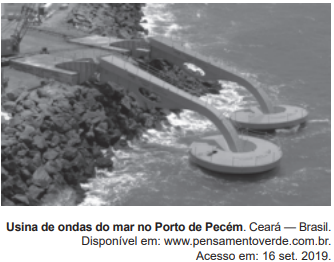 Usina de ondas do mar no Porto de Pecém. Ceará — Brasil.
Disponível em: www.pensamentoverde.com.br.
Acesso em: 16 set. 2019.